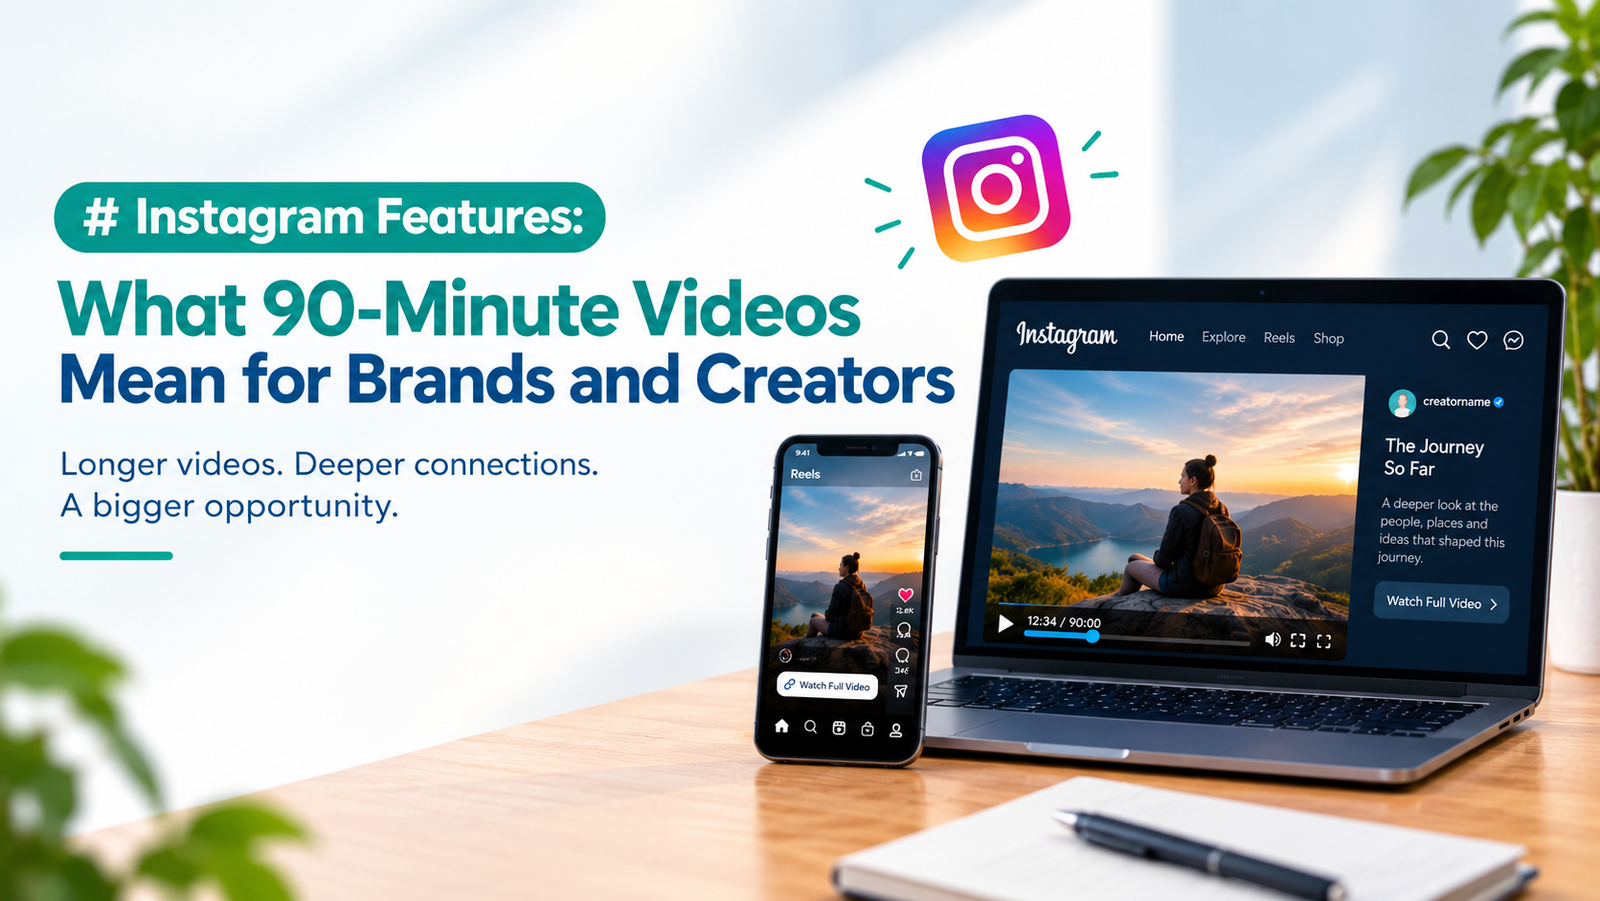 # Instagram Features:
What 90-Minute Videos
Mean for Brands and Creators
Longer videos. Deeper connections.
A bigger opportunity.
9:41
Reels
Watch Full Video
Instagram
Home Explore Reels Shop
creatorname
The Journey
So Far
A deeper look at the
people, places and
ideas that shaped this
journey.
Watch Full Video
12:34 / 90:00